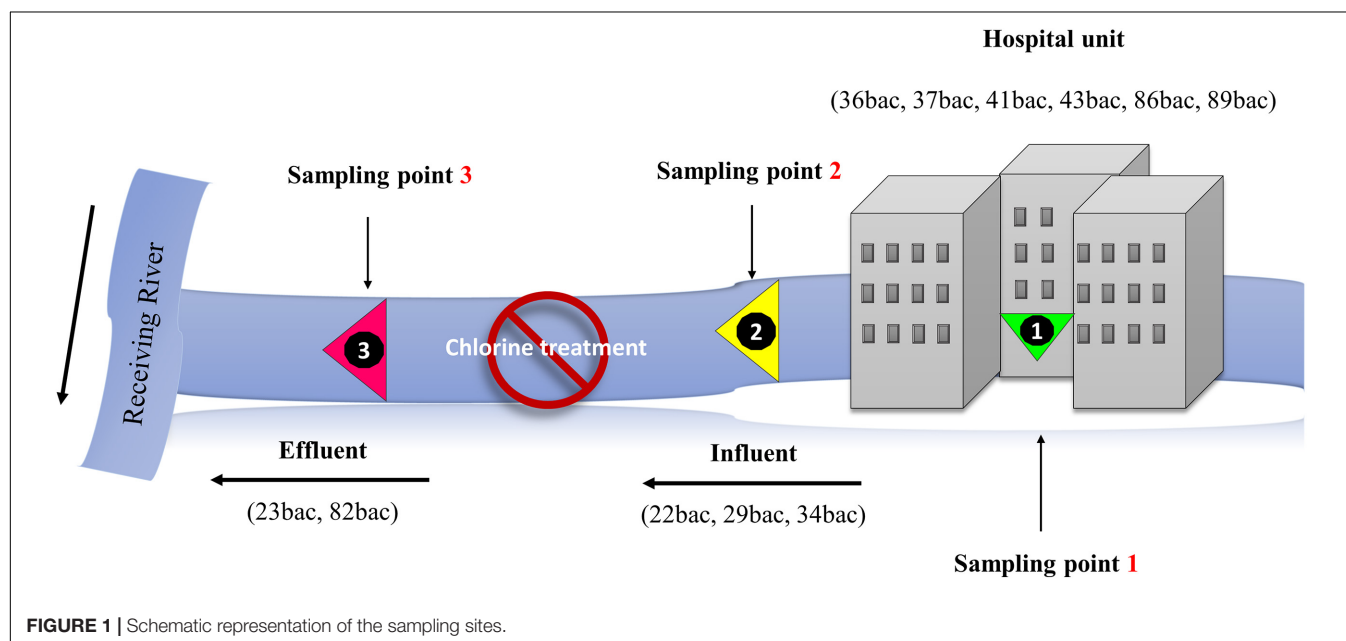 Hospital unit
(36bac, 37bac, 41bac, 43bac, 86bac, 89bac)
Sampling point 3
Sampling point 2
Receiving River
3
Chlorine treatment
2
1
Effluent
(23bac, 82bac)
Influent
(22bac, 29bac, 34bac)
Sampling point 1
FIGURE 1 | Schematic representation of the sampling sites.